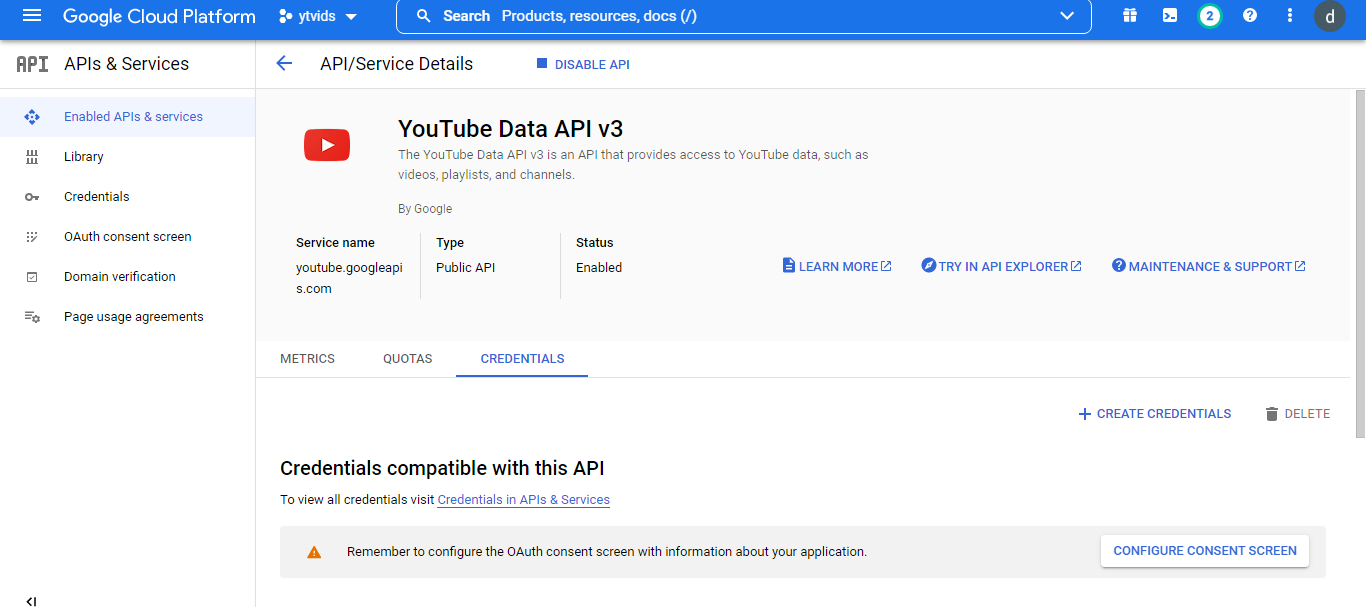 Google Cloud Platform
ytvids
Search Products, resources, docs (/)
2
d
API APIs & Services
API/Service Details
DISABLE API
Enabled APIs & services
Library
Credentials
OAuth consent screen
Domain verification
Page usage agreements
YouTube Data API v3
The YouTube Data API v3 is an API that provides access to YouTube data, such as
videos, playlists, and channels.
By Google
Service name
youtube.googleapi
s.com
Type
Public API
Status
Enabled
LEARN MORE
TRY IN API EXPLORER
MAINTENANCE & SUPPORT
METRICS
QUOTAS
CREDENTIALS
CREATE CREDENTIALS
DELETE
Credentials compatible with this API
To view all credentials visit Credentials in APIs & Services
Remember to configure the OAuth consent screen with information about your application.
CONFIGURE CONSENT SCREEN